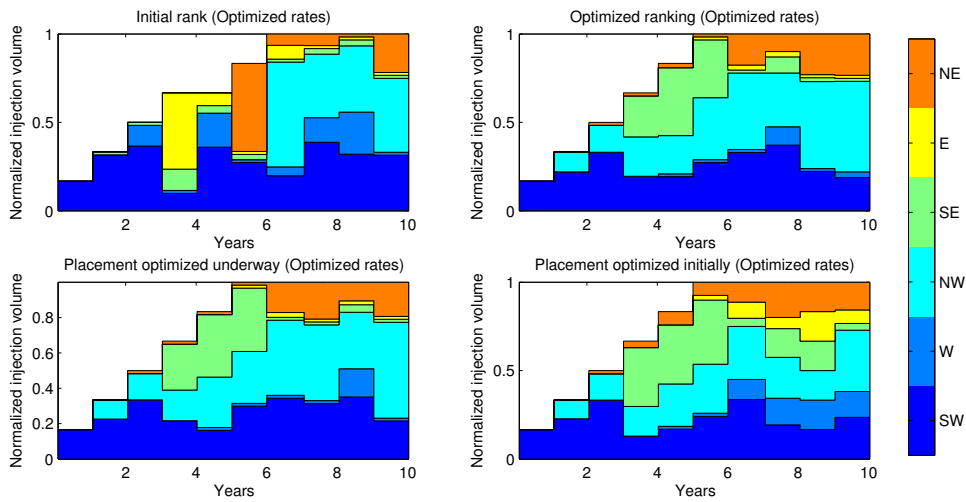 Initial rank (Optimized rates)
Normalized injection volume
1
0.5
0
2
4
6
8
10
Years
Optimized ranking (Optimized rates)
Normalized injection volume
1
0.5
0
2
4
6
8
10
Years
Placement optimized underway (Optimized rates)
Normalized injection volume
0.8
0.6
0.4
0.2
0
2
4
6
8
10
Years
Placement optimized initially (Optimized rates)
Normalized injection volume
1
0.5
0
2
4
6
8
10
Years
NE
E
SE
NW
W
SW